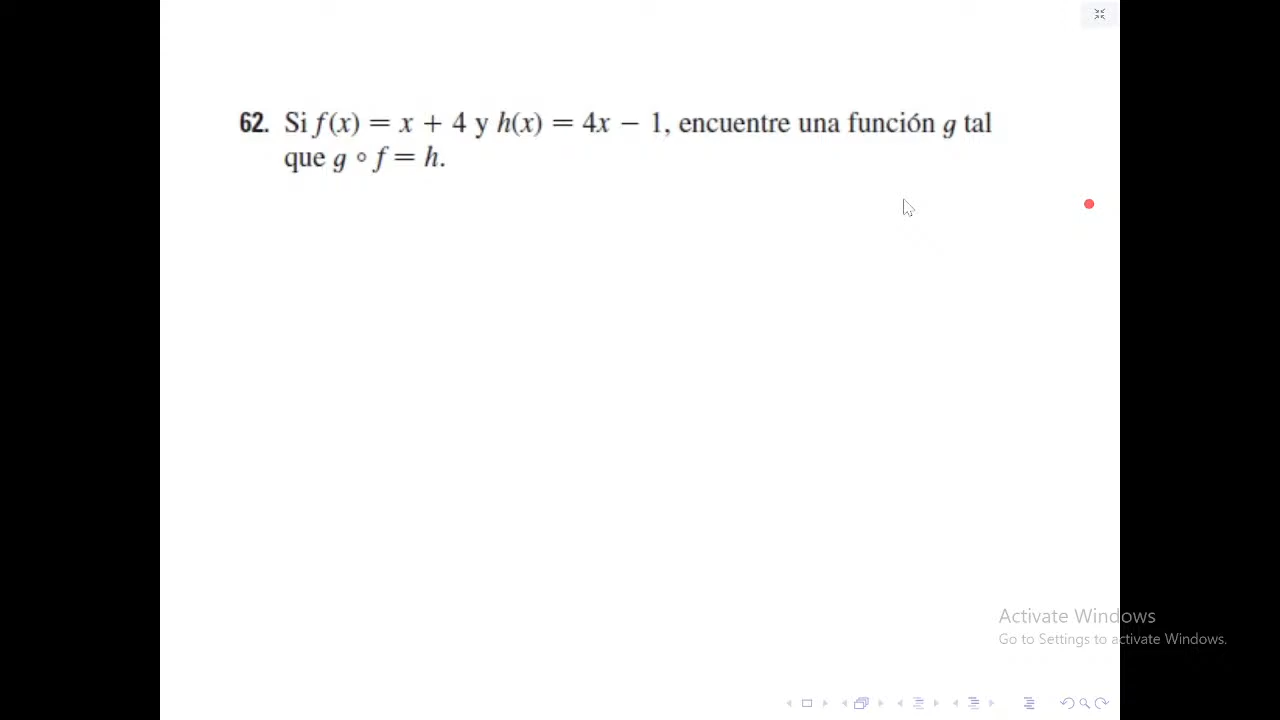 62. Si f(x) = x + 4 y h(x) = 4x − 1, encuentre una función g tal
que g ∘ f = h.
Activate Windows
Go to Settings to activate Windows.